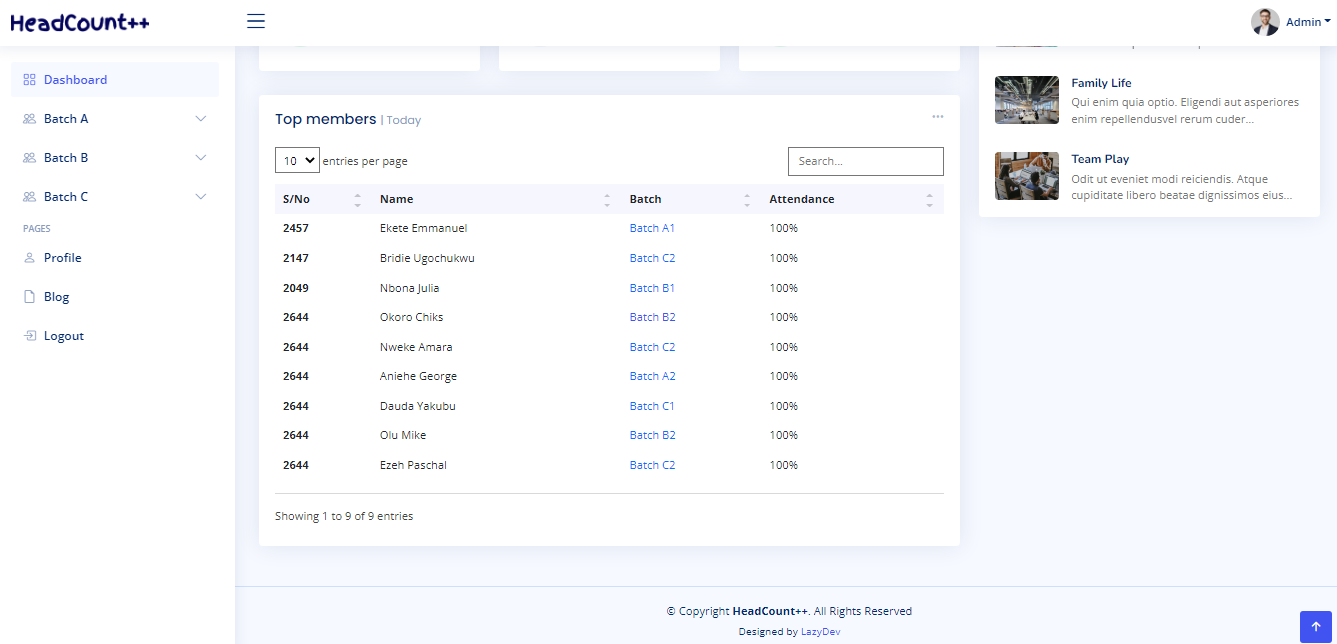 HeadCount++
Admin
Dashboard
Batch A
Batch B
Batch C
PAGES
Profile
Blog
Logout
Top members | Today
10 entries per page
Search...
S/No Name Batch Attendance
2457 Ekete Emmanuel Batch A1 100%
2147 Bridie Ugochukwu Batch C2 100%
2049 Nbona Julia Batch B1 100%
2644 Okoro Chiks Batch B2 100%
2644 Nweke Amara Batch C2 100%
2644 Aniehe George Batch A2 100%
2644 Dauda Yakubu Batch C1 100%
2644 Olu Mike Batch B2 100%
2644 Ezeh Paschal Batch C2 100%
Showing 1 to 9 of 9 entries
Family Life
Qui enim quia optio. Eligendi aut asperiores
enim repellendusvel rerum cuder...
Team Play
Odit ut eveniet modi reiciendis. Atque
cupiditate libero beatae dignissimos eius...
© Copyright HeadCount++. All Rights Reserved
Designed by LazyDev